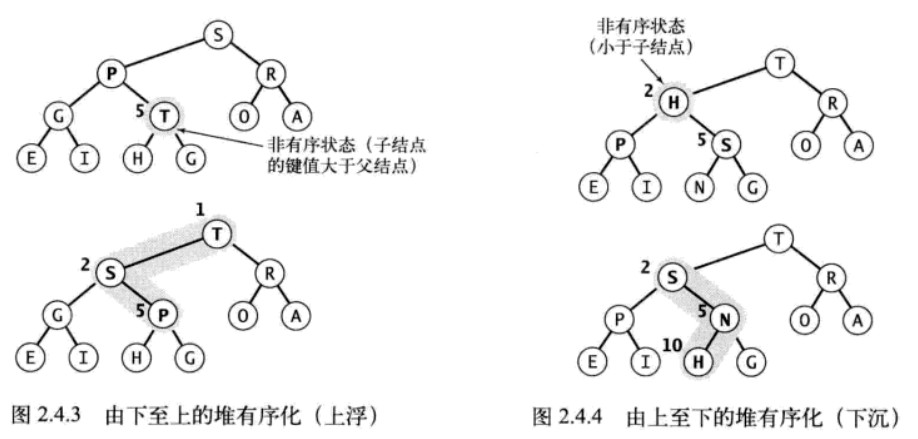 S
P R
G 5 T O A
E I H G
非有序状态（子结点
的键值大于父结点）
1
T
2 S R
G 5 P O A
E I H G
图 2.4.3 由下至上的堆有序化（上浮）
非有序状态
（小于子结点）
T
2 H R
P 5 S O A
E I N G
T
2 S R
P 5 N O A
E I 10 H G
图 2.4.4 由上至下的堆有序化（下沉）